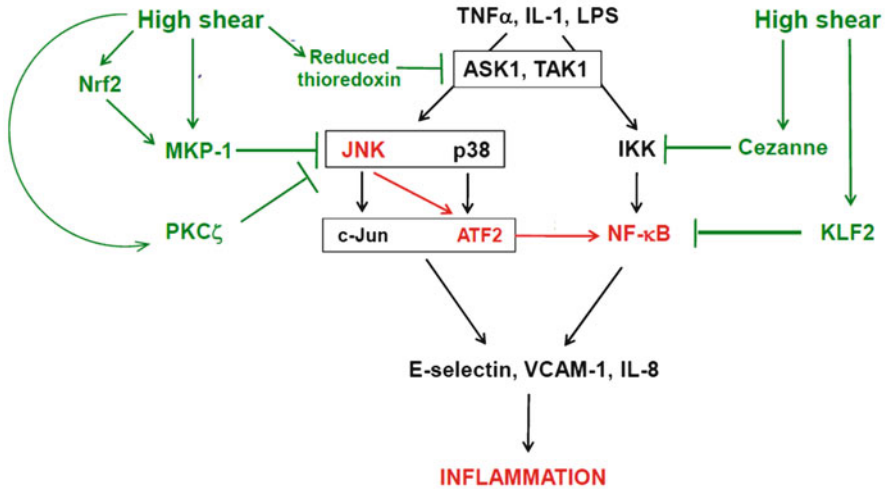 High shear
TNFα, IL-1, LPS
High shear
Reduced
thioredoxin
ASK1, TAK1
Nrf2
MKP-1
JNK
p38
IKK
Cezanne
PKCζ
c-Jun
ATF2
NF-κB
KLF2
E-selectin, VCAM-1, IL-8
INFLAMMATION